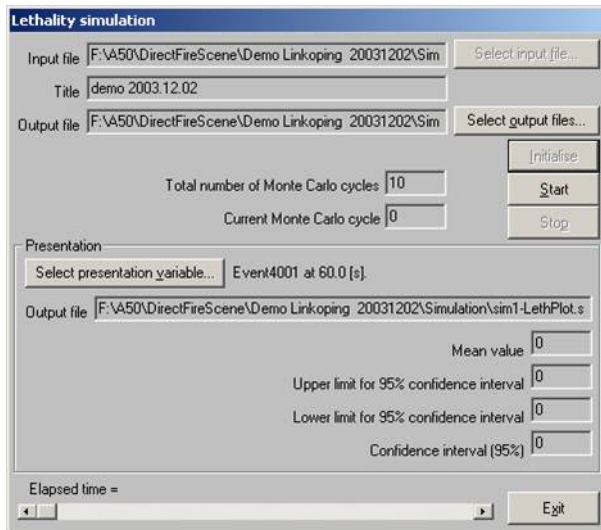 Lethality simulation
Input file F:\A50\DirectFireScene\Demo Linkoping 20031202\Sim Select input file...
Title demo 2003.12.02
Output file F:\A50\DirectFireScene\Demo Linkoping 20031202\Sim Select output files...
Initialise
Total number of Monte Carlo cycles 10 Start
Current Monte Carlo cycle 0 Stop
Presentation
Select presentation variable... Event4001 at 60.0 [s].
Output file F:\A50\DirectFireScene\Demo Linkoping 20031202\Simulation\sim1-LethPlot.s
Mean value 0
Upper limit for 95% confidence interval 0
Lower limit for 95% confidence interval 0
Confidence interval (95%) 0
Elapsed time =
Exit